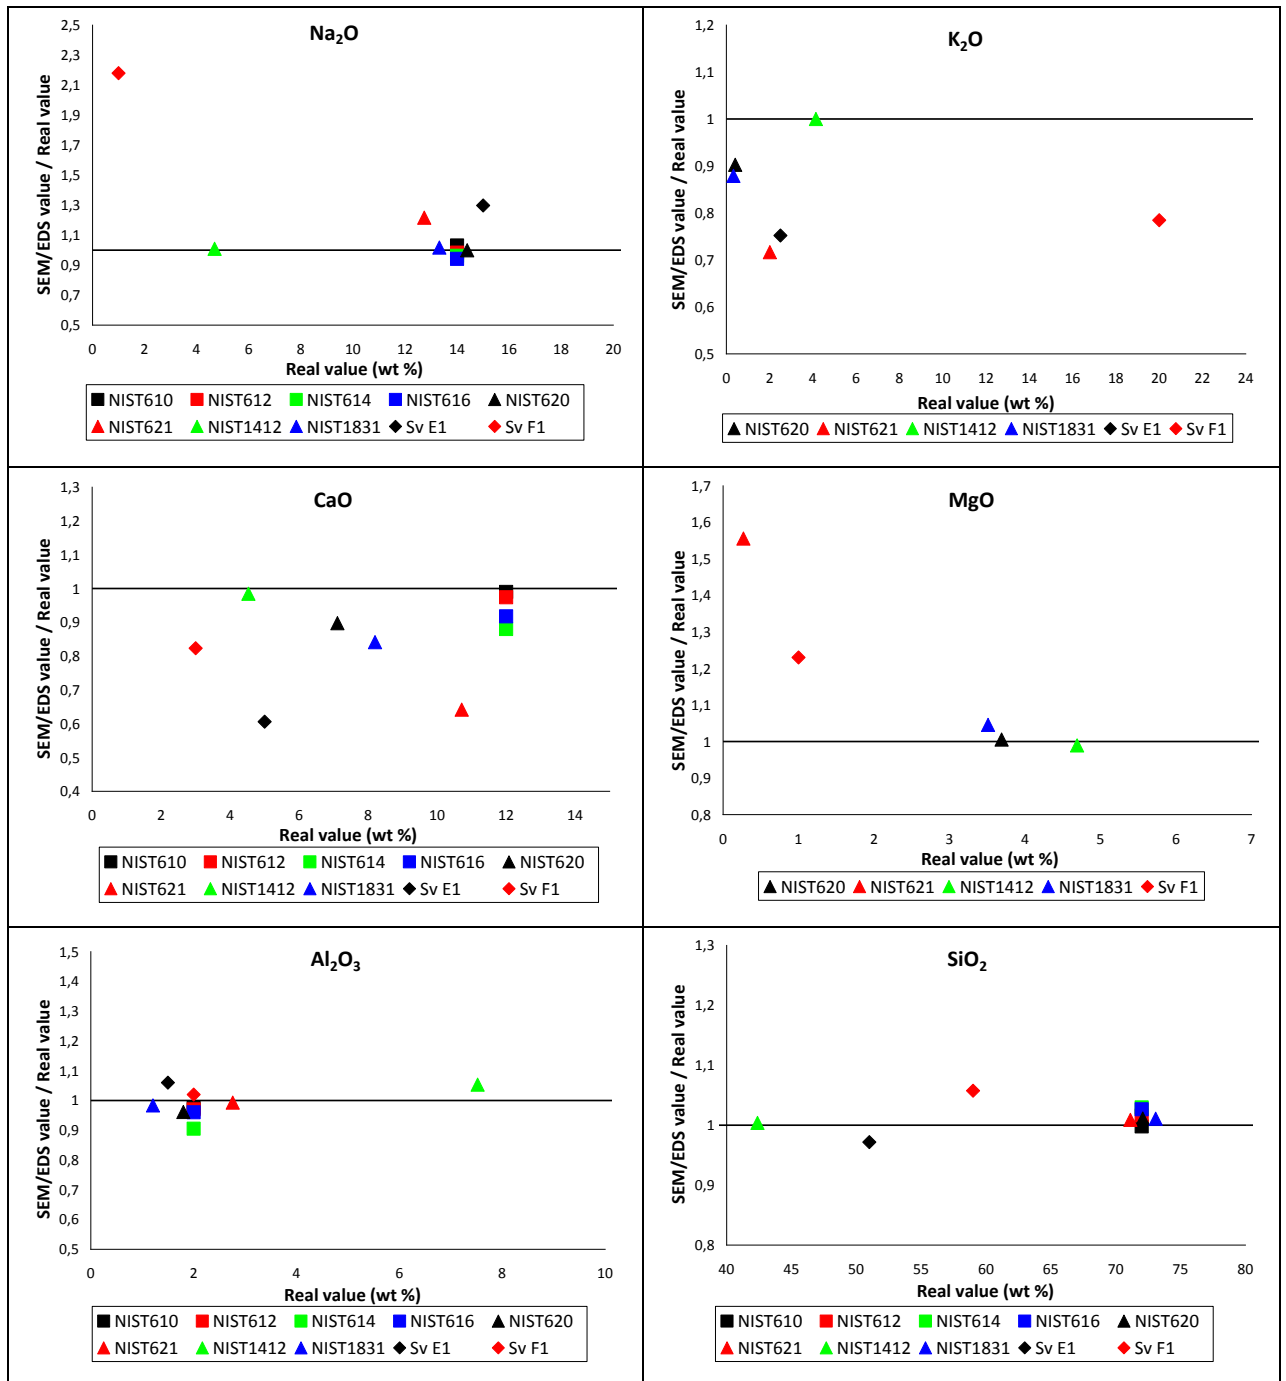 Na₂O
SEM/EDS value / Real value
2,5
2,3
2,1
1,9
1,7
1,5
1,3
1,1
0,9
0,7
0,5
0 2 4 6 8 10 12 14 16 18 20
Real value (wt %)
NIST610 NIST612 NIST614 NIST616 NIST620
NIST621 NIST1412 NIST1831 Sv E1 Sv F1
K₂O
SEM/EDS value / Real value
1,2
1,1
1
0,9
0,8
0,7
0,6
0,5
0 2 4 6 8 10 12 14 16 18 20 22 24
Real value (wt %)
NIST620 NIST621 NIST1412 NIST1831 Sv E1 Sv F1
CaO
SEM/EDS value / Real value
1,3
1,2
1,1
1
0,9
0,8
0,7
0,6
0,5
0,4
0 2 4 6 8 10 12 14
Real value (wt %)
NIST610 NIST612 NIST614 NIST616 NIST620
NIST621 NIST1412 NIST1831 Sv E1 Sv F1
MgO
SEM/EDS value / Real value
1,7
1,6
1,5
1,4
1,3
1,2
1,1
1
0,9
0,8
0 1 2 3 4 5 6 7
Real value (wt %)
NIST620 NIST621 NIST1412 NIST1831 Sv F1
Al₂O₃
SEM/EDS value / Real value
1,5
1,4
1,3
1,2
1,1
1
0,9
0,8
0,7
0,6
0,5
0 2 4 6 8 10
Real value (wt %)
NIST610 NIST612 NIST614 NIST616 NIST620
NIST621 NIST1412 NIST1831 Sv E1 Sv F1
SiO₂
SEM/EDS value / Real value
1,3
1,2
1,1
1
0,9
0,8
40 45 50 55 60 65 70 75 80
Real value (wt %)
NIST610 NIST612 NIST614 NIST616 NIST620
NIST621 NIST1412 NIST1831 Sv E1 Sv F1